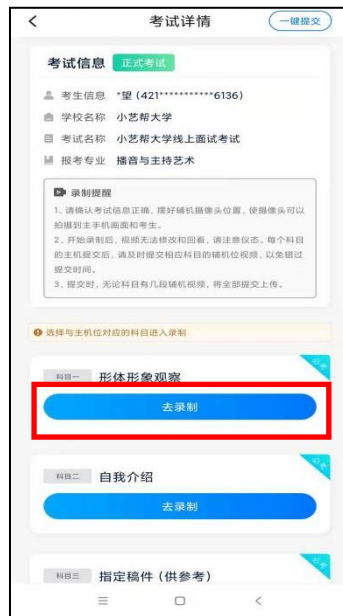 考试详情
一键提交
考试信息 正式考试
考生信息 *望 (421***********6136)
学校名称 小艺帮大学
考试名称 小艺帮大学线上面试考试
报考专业 播音与主持艺术
录制提醒
1、请确认考试信息正确，摆好辅机摄像头位置，使摄像头可以
拍摄到主手机画面和考生。
2、开始录制后，视频无法修改和回看，请注意仪态。每个科目
的主机提交后，请及时提交相应科目的辅机位视频，以免错过
提交时间。
3、提交时，无论科目有几段辅机视频，将全部提交上传。
选择与主机位对应的科目进入录制
科目一 形体形象观察
必考
去录制
科目二 自我介绍
必考
去录制
科目三 指定稿件（供参考）
必考